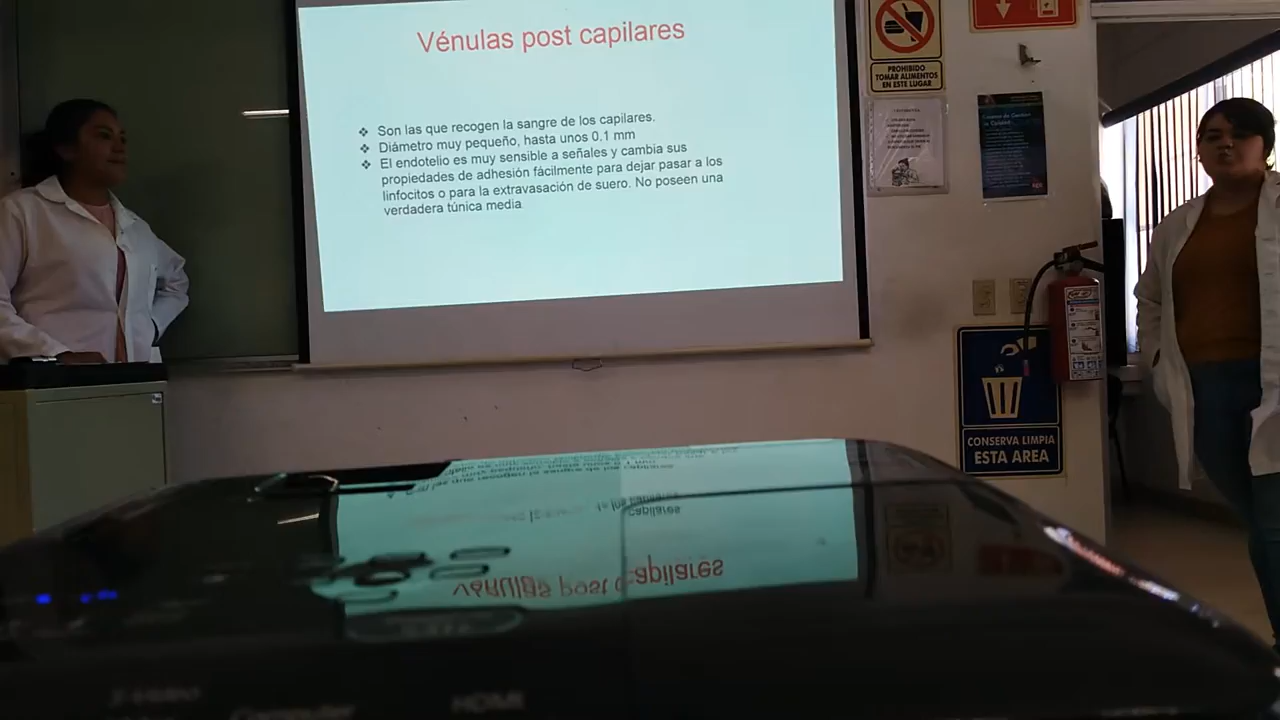 Vénulas post capilares
❖ Son las que recogen la sangre de los capilares.
❖ Diámetro muy pequeño, hasta unos 0.1 mm
❖ El endotelio es muy sensible a señales y cambia sus
propiedades de adhesión fácilmente para dejar pasar a los
linfocitos o para la extravasación de suero. No poseen una
verdadera túnica media
PROHIBIDO
TOMAR ALIMENTOS
EN ESTE LUGAR
CONSERVA LIMPIA
ESTA AREA
Computer
HDMI